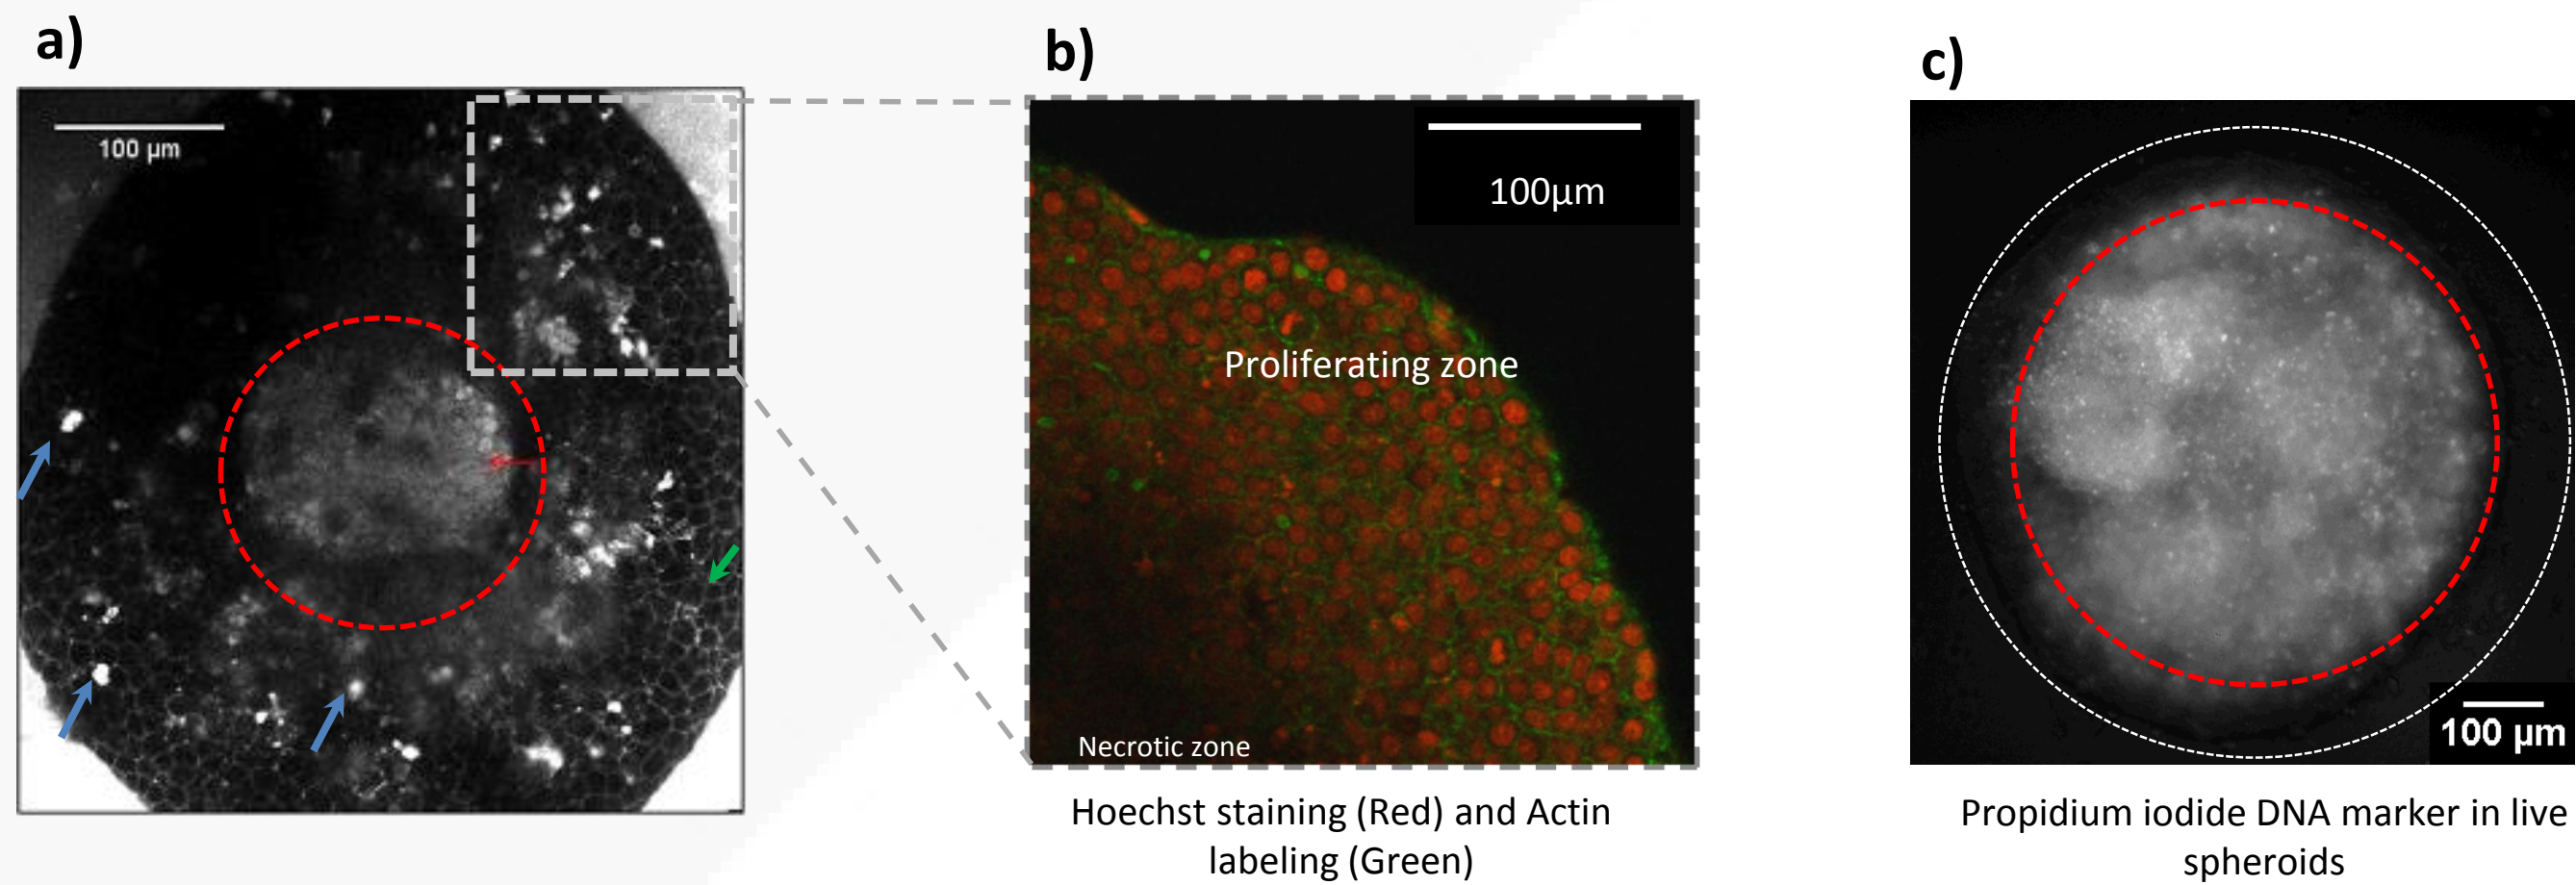 a)
100 µm
b)
100µm
Proliferating zone
Necrotic zone
Hoechst staining (Red) and Actin
labeling (Green)
c)
100 µm
Propidium iodide DNA marker in live
spheroids